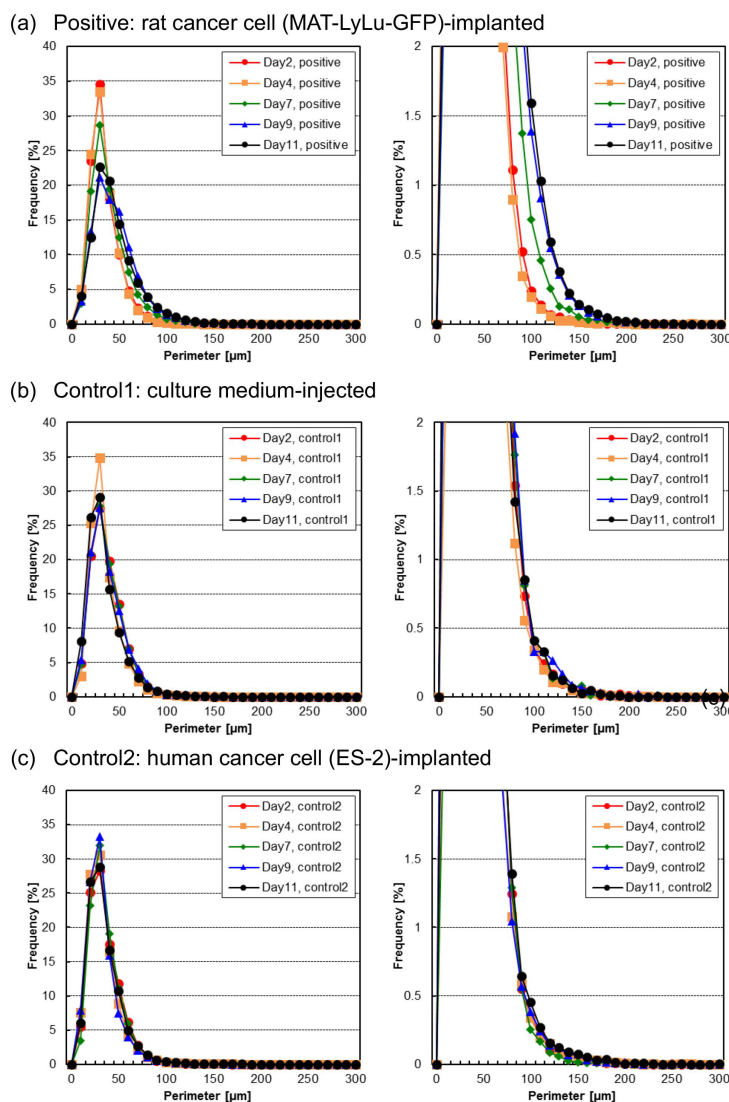 (a) Positive: rat cancer cell (MAT-LyLu-GFP)-implanted
40
35
30
25
20
15
10
5
0
Frequency [%]
0 50 100 150 200 250 300
Perimeter [µm]
Day2, positive
Day4, positive
Day7, positive
Day9, positive
Day11, positive
2
1.5
1
0.5
0
Frequency [%]
0 50 100 150 200 250 300
Perimeter [µm]
Day2, positive
Day4, positive
Day7, positive
Day9, positive
Day11, positive
(b) Control1: culture medium-injected
40
35
30
25
20
15
10
5
0
Frequency [%]
0 50 100 150 200 250 300
Perimeter [µm]
Day2, control1
Day4, control1
Day7, control1
Day9, control1
Day11, control1
2
1.5
1
0.5
0
Frequency [%]
0 50 100 150 200 250 300
Perimeter [µm]
Day2, control1
Day4, control1
Day7, control1
Day9, control1
Day11, control1
(c) Control2: human cancer cell (ES-2)-implanted
40
35
30
25
20
15
10
5
0
Frequency [%]
0 50 100 150 200 250 300
Perimeter [µm]
Day2, control2
Day4, control2
Day7, control2
Day9, control2
Day11, control2
2
1.5
1
0.5
0
Frequency [%]
0 50 100 150 200 250 300
Perimeter [µm]
Day2, control2
Day4, control2
Day7, control2
Day9, control2
Day11, control2